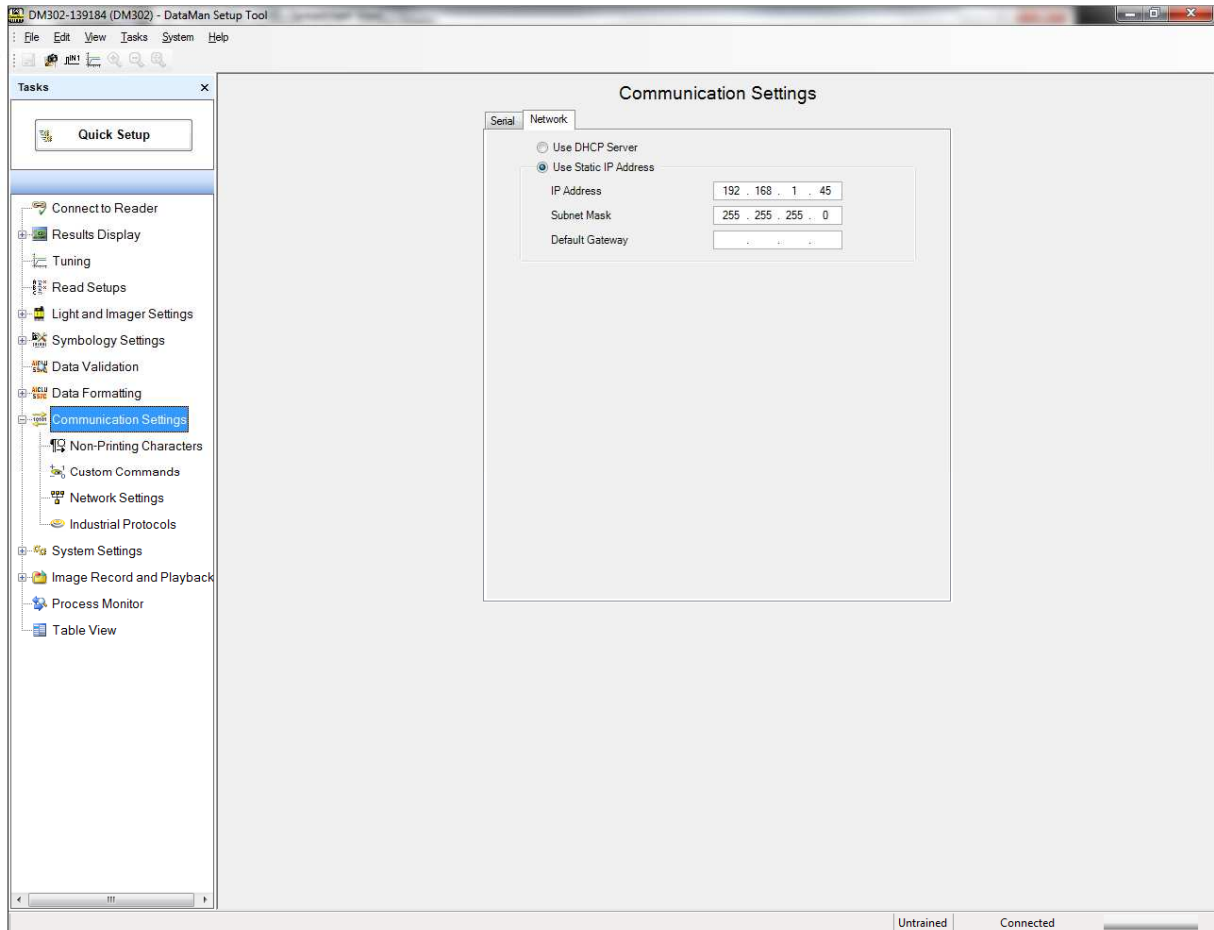 DM302-139184 (DM302) - DataMan Setup Tool
File Edit View Tasks System Help
Tasks
Quick Setup
Connect to Reader
Results Display
Tuning
Read Setups
Light and Imager Settings
Symbology Settings
Data Validation
Data Formatting
Communication Settings
Non-Printing Characters
Custom Commands
Network Settings
Industrial Protocols
System Settings
Image Record and Playback
Process Monitor
Table View
Communication Settings
Serial Network
Use DHCP Server
Use Static IP Address
IP Address 192 . 168 . 1 . 45
Subnet Mask 255 . 255 . 255 . 0
Default Gateway . . .
Untrained Connected